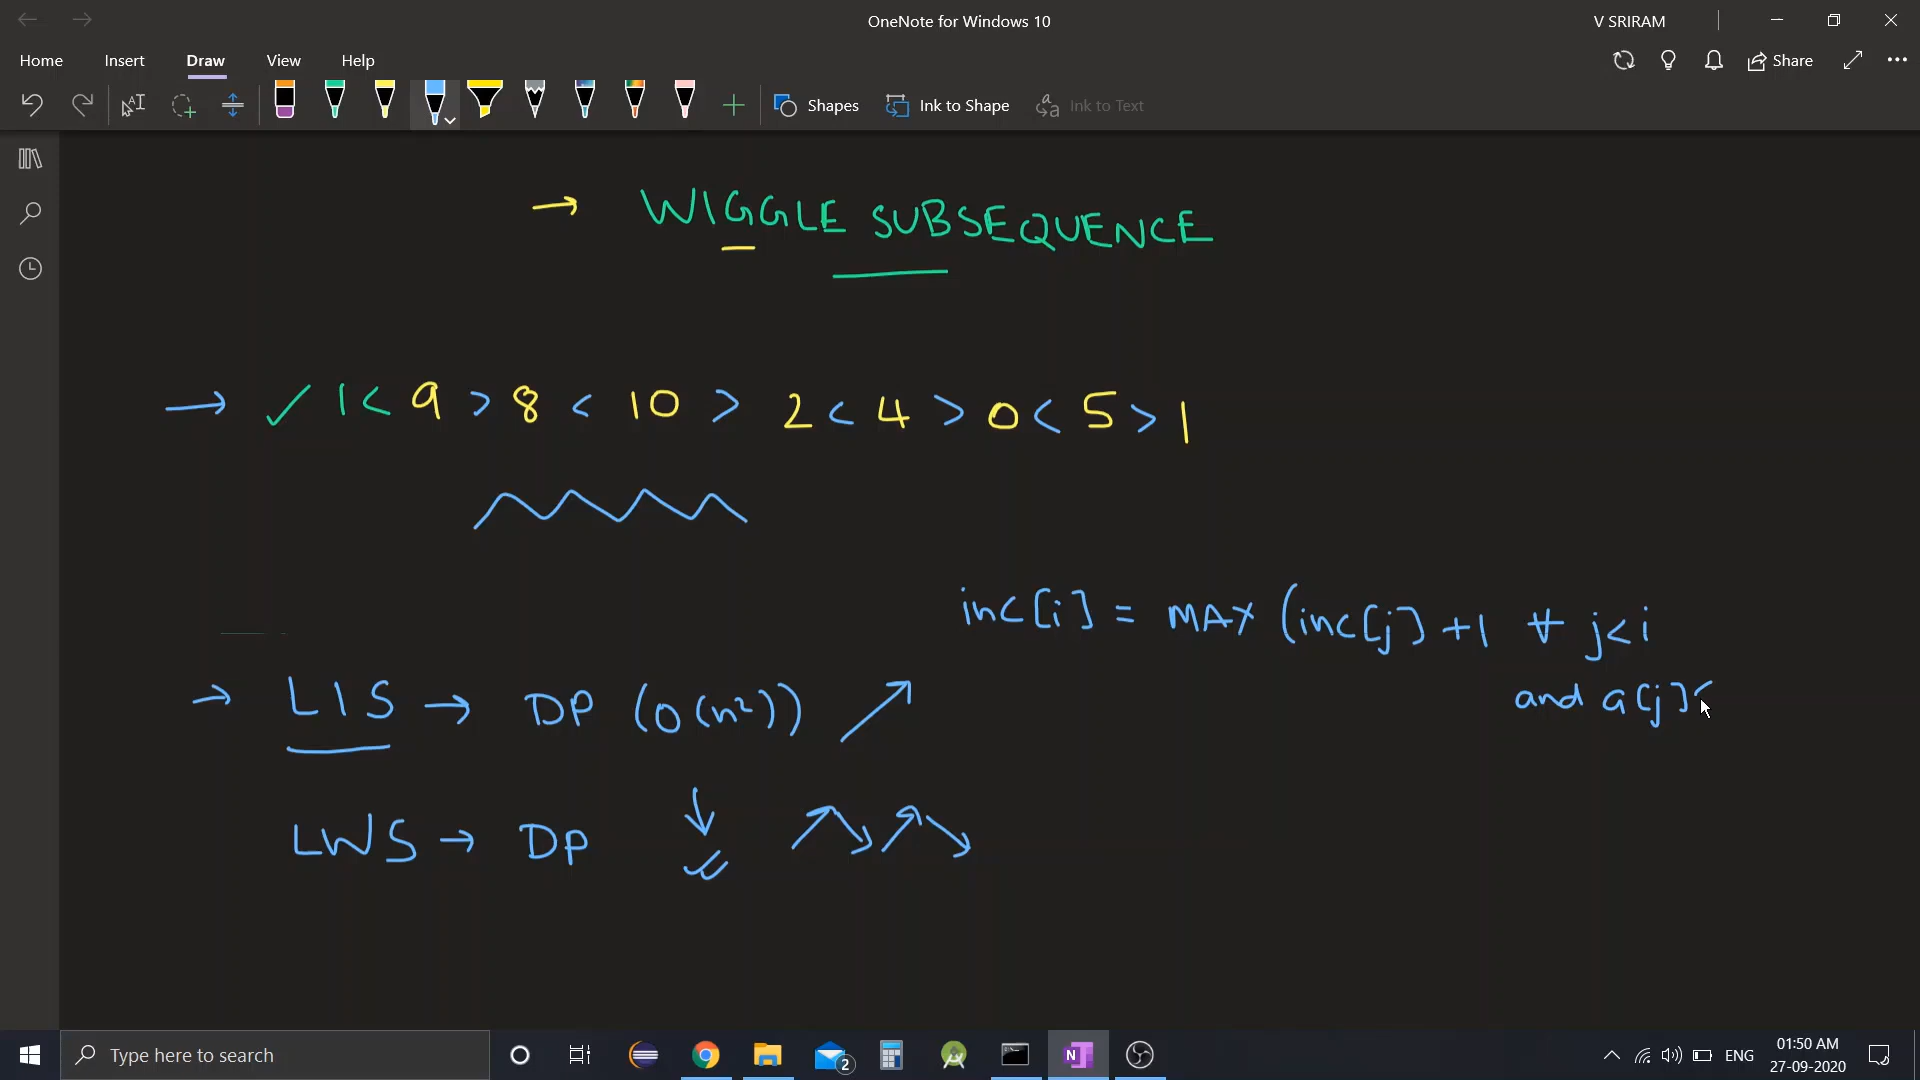 OneNote for Windows 10
V SRIRAM
Home Insert Draw View Help
Share
Shapes Ink to Shape Ink to Text
→ WIGGLE SUBSEQUENCE
→ ✓ 1 < 9 > 8 < 10 > 2 < 4 > 0 < 5 > 1
inc[i] = MAX (inc[j] +1 ∀ j<i
and a[j]<
→ LIS → DP (O(n²))
LWS → DP
Type here to search
2
N
ENG
01:50 AM
27-09-2020